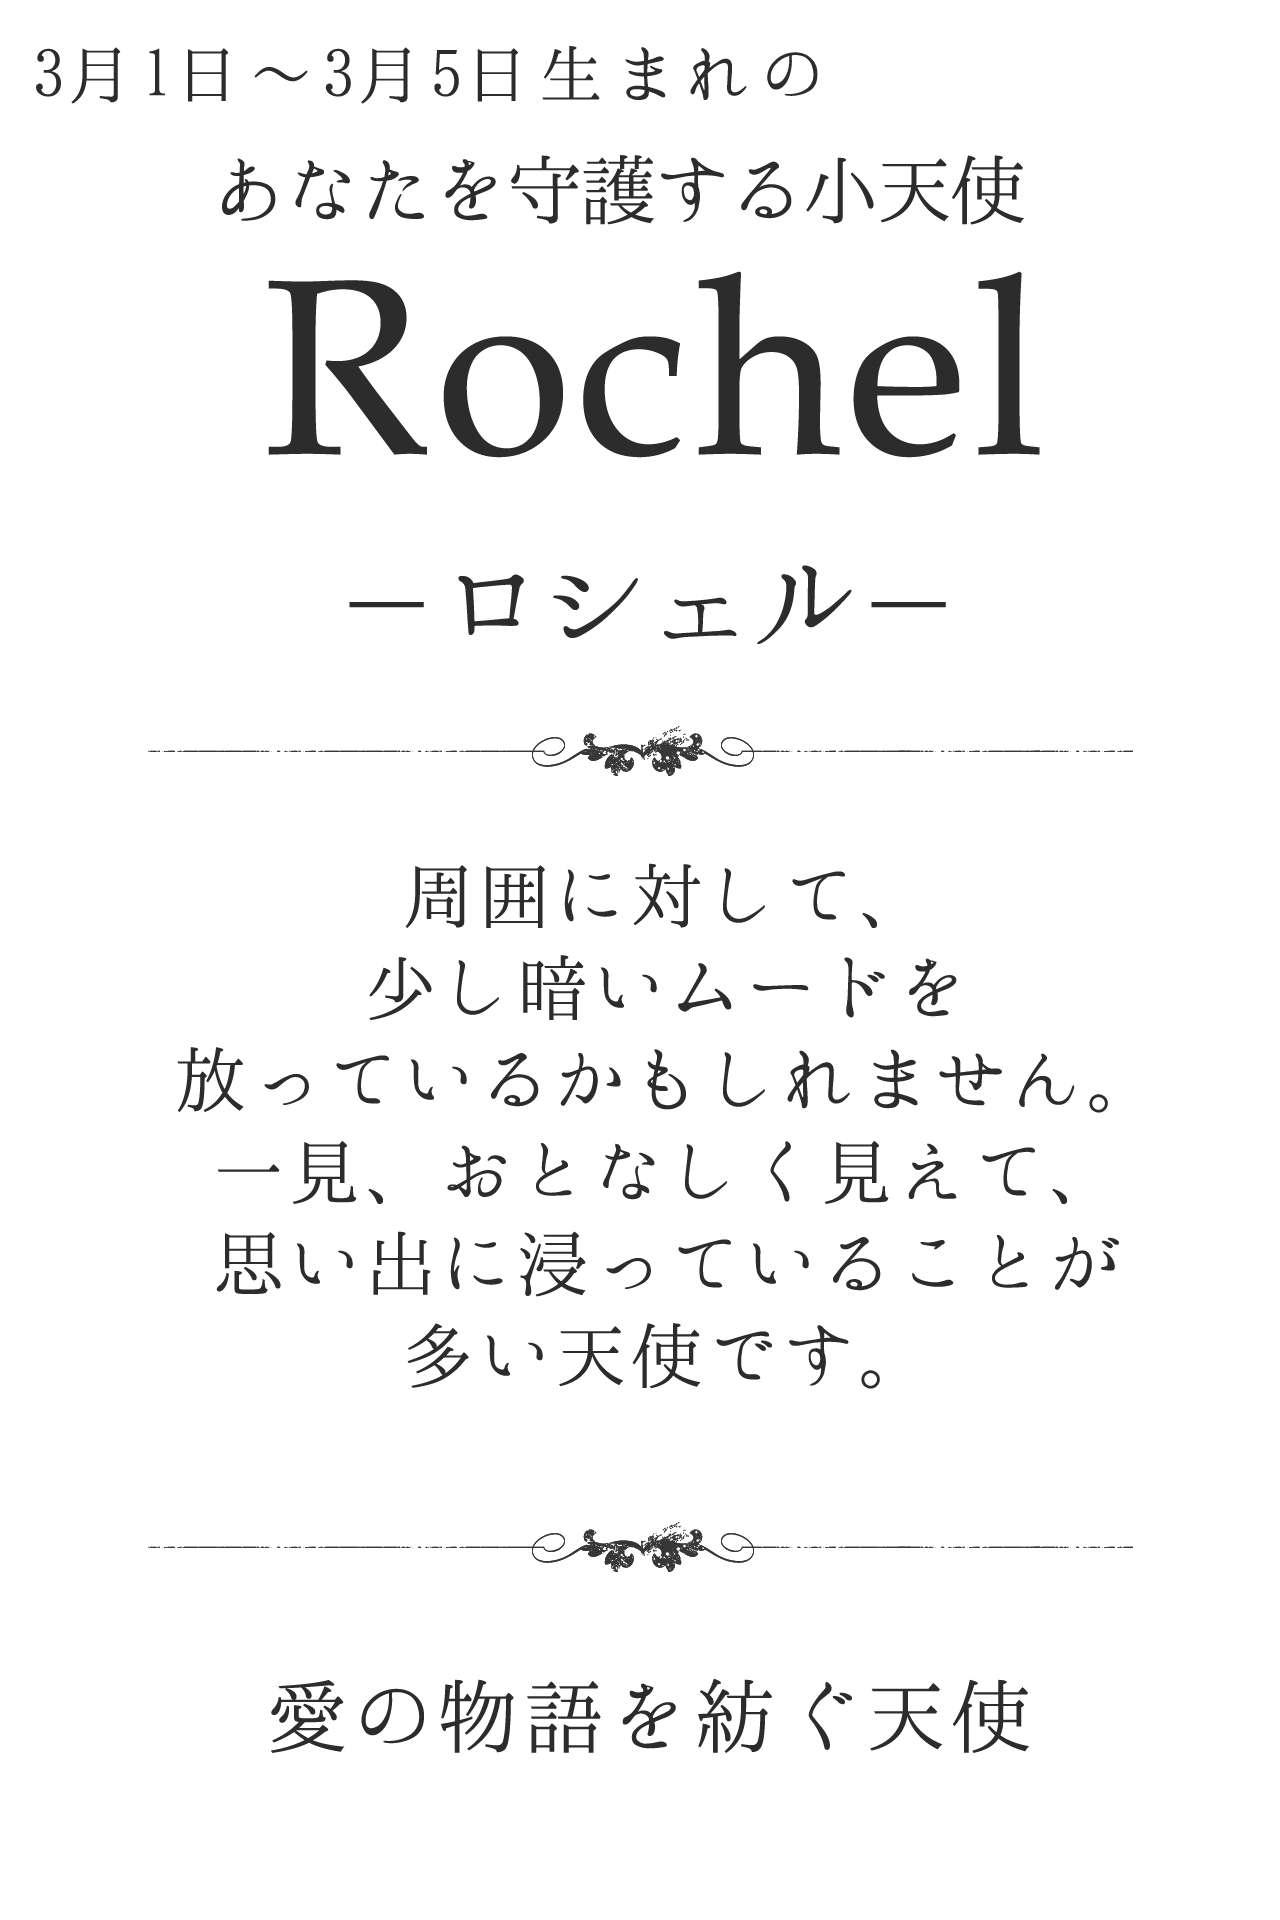 3月1日〜3月5日生まれの
あなたを守護する小天使
Rochel
－ロシェル－
周囲に対して、
少し暗いムードを
放っているかもしれません。
一見、おとなしく見えて、
思い出に浸っていることが
多い天使です。
愛の物語を紡ぐ天使